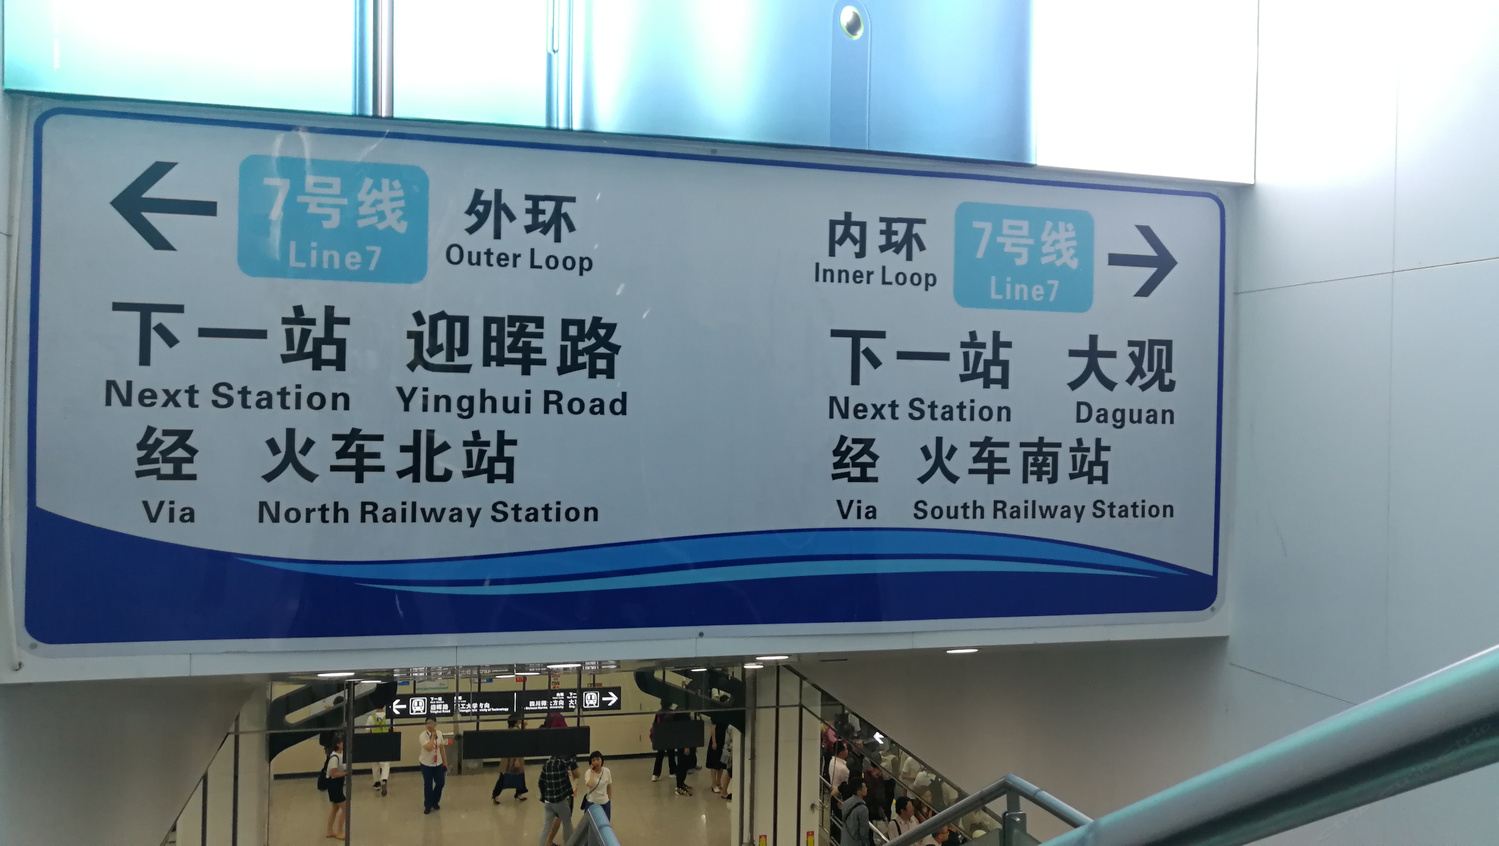 7号线 外环
Line7 Outer Loop
下一站 迎晖路
Next Station Yinghui Road
经 火车北站
Via North Railway Station
内环 7号线
Inner Loop Line7
下一站 大观
Next Station Daguan
经 火车南站
Via South Railway Station